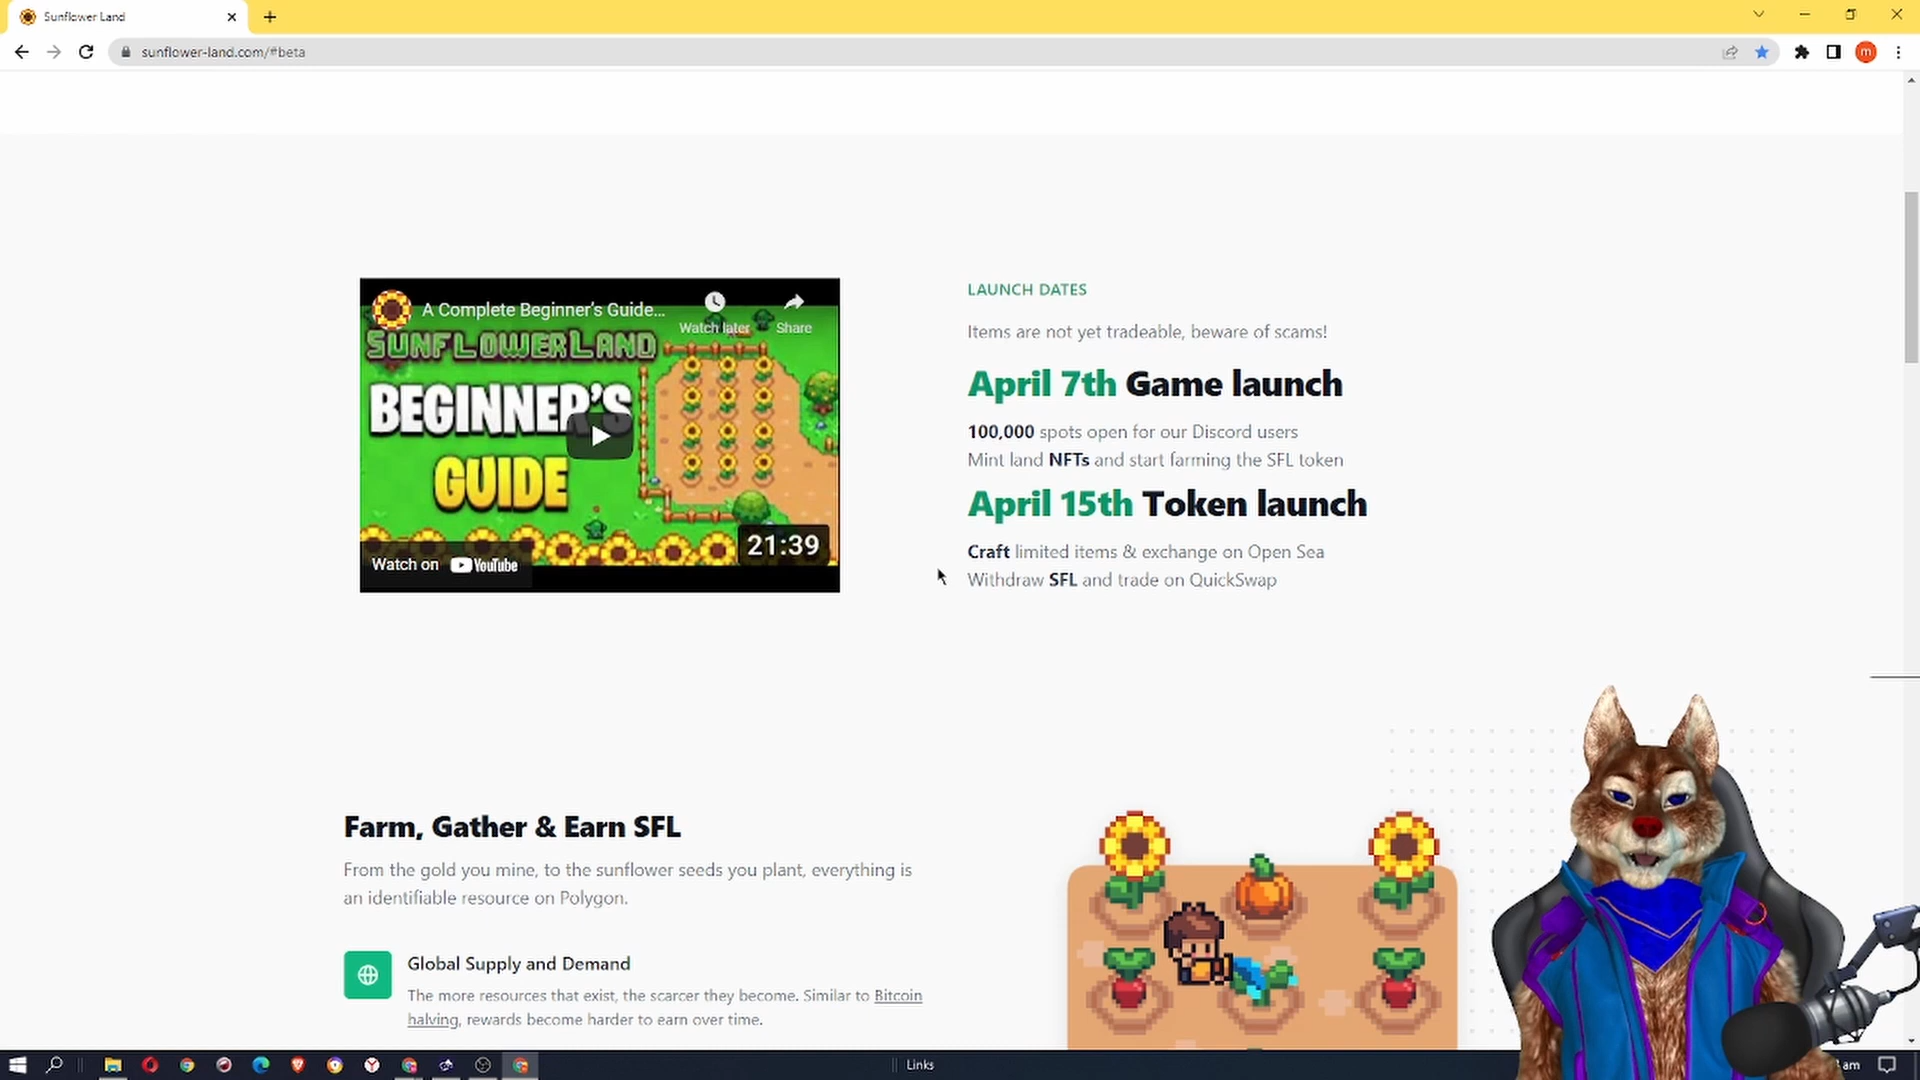 Sunflower Land
sunflower-land.com/#beta
m
A Complete Beginner's Guide...
Watch later
Share
SUNFLOWER LAND
BEGINNER'S
GUIDE
21:39
Watch on YouTube
LAUNCH DATES
Items are not yet tradeable, beware of scams!
April 7th Game launch
100,000 spots open for our Discord users
Mint land NFTs and start farming the SFL token
April 15th Token launch
Craft limited items & exchange on Open Sea
Withdraw SFL and trade on QuickSwap
Farm, Gather & Earn SFL
From the gold you mine, to the sunflower seeds you plant, everything is
an identifiable resource on Polygon.
Global Supply and Demand
The more resources that exist, the scarcer they become. Similar to Bitcoin
halving, rewards become harder to earn over time.
Links
am